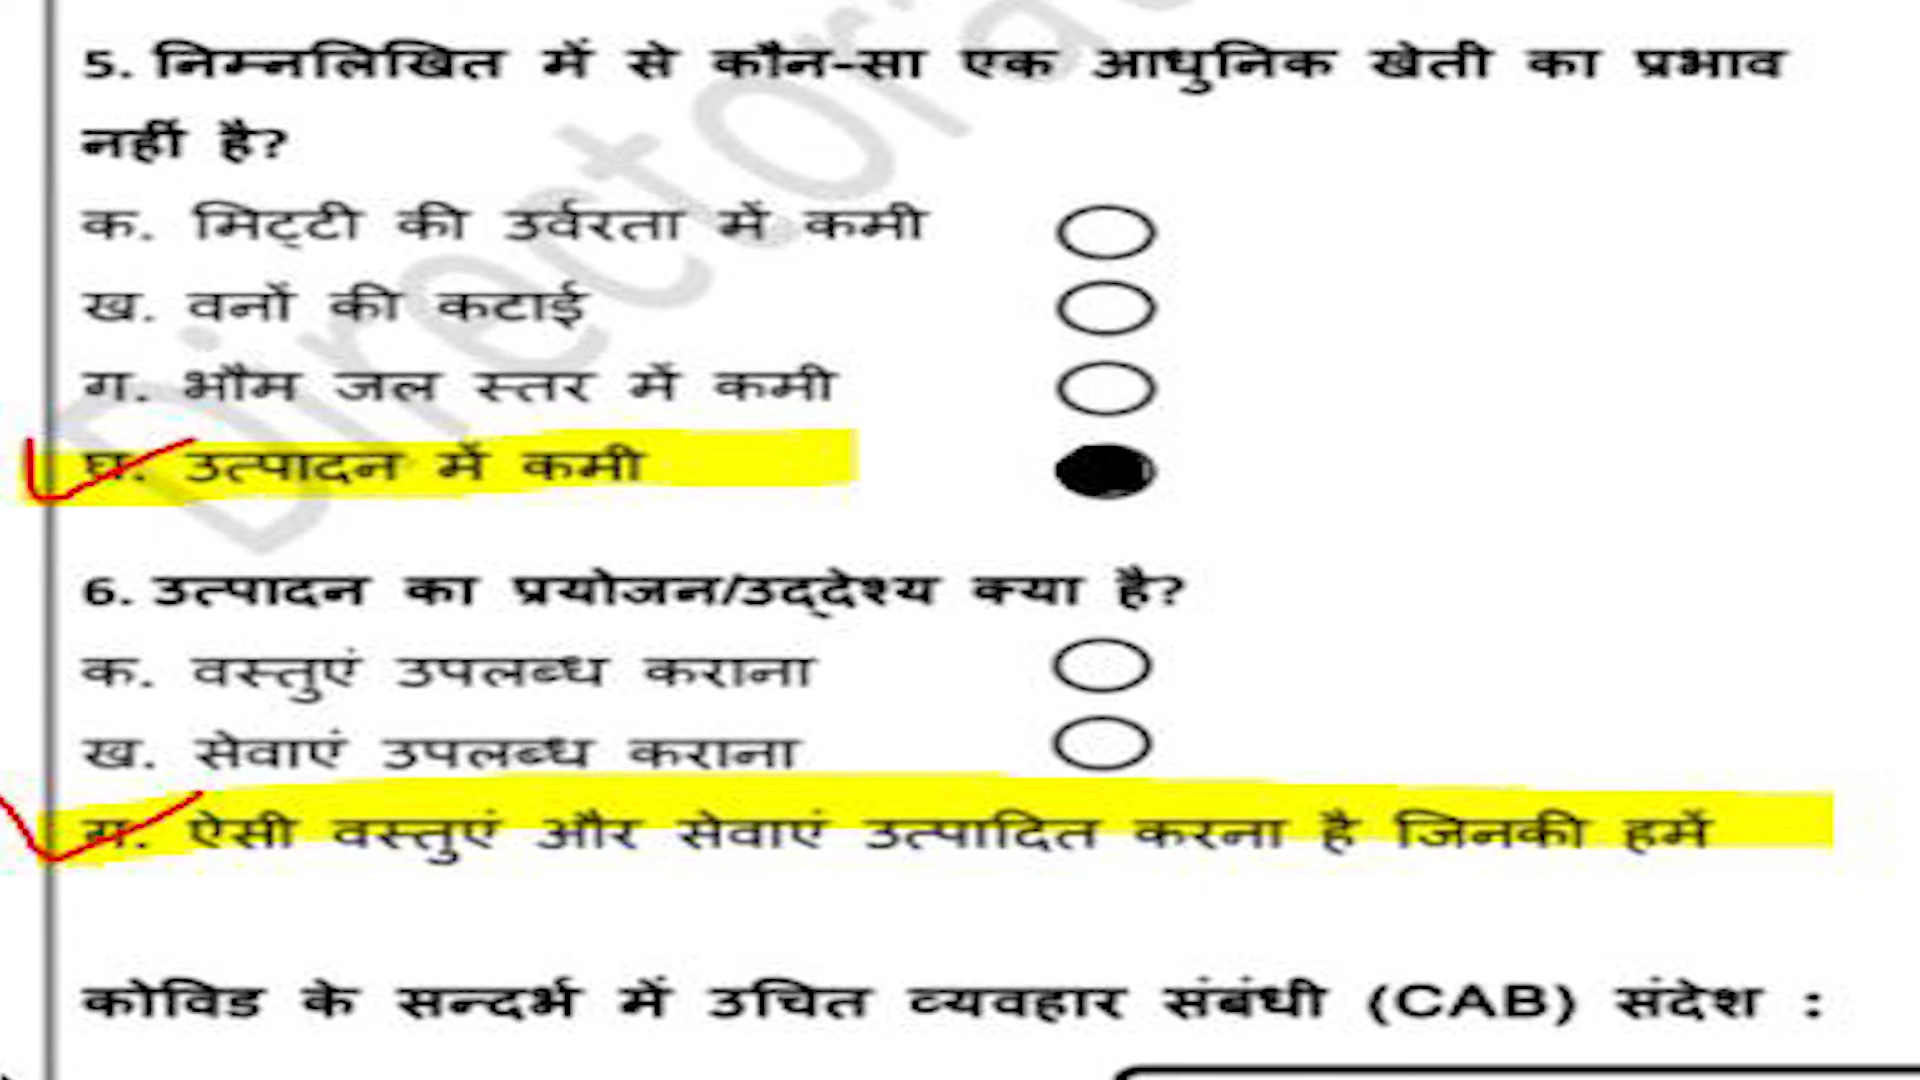 5. निम्नलिखित में से कौन-सा एक आधुनिक खेती का प्रभाव
नहीं है?
क. मिट्टी की उर्वरता में कमी
ख. वनों की कटाई
ग. भौम जल स्तर में कमी
घ. उत्पादन में कमी
6. उत्पादन का प्रयोजन/उद्देश्य क्या है?
क. वस्तुएं उपलब्ध कराना
ख. सेवाएं उपलब्ध कराना
ग. ऐसी वस्तुएं और सेवाएं उत्पादित करना है जिनकी हमें
कोविड के सन्दर्भ में उचित व्यवहार संबंधी (CAB) संदेश :